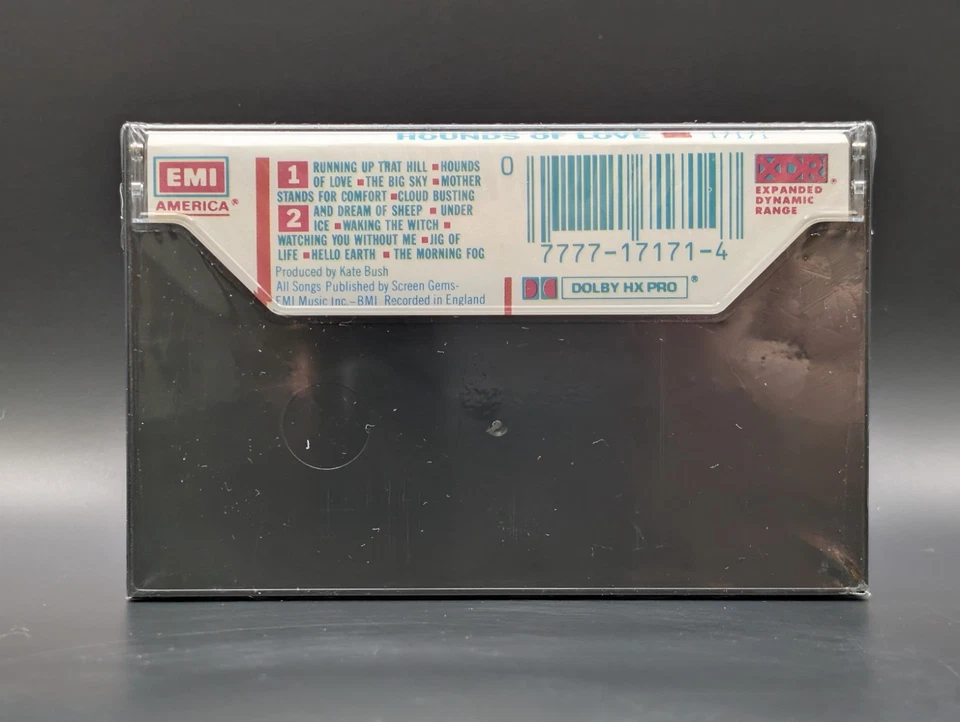 HOUNDS OF LOVE 17171
EMI
AMERICA®
1 RUNNING UP THAT HILL ■ HOUNDS
OF LOVE ■ THE BIG SKY ■ MOTHER
STANDS FOR COMFORT ■ CLOUD BUSTING
2 AND DREAM OF SHEEP ■ UNDER
ICE ■ WAKING THE WITCH ■
WATCHING YOU WITHOUT ME ■ JIG OF
LIFE ■ HELLO EARTH ■ THE MORNING FOG
Produced by Kate Bush
All Songs Published by Screen Gems-
EMI Music Inc.–BMI. Recorded in England
0
7777-17171-4
DOLBY HX PRO ®
XDR®
EXPANDED
DYNAMIC
RANGE